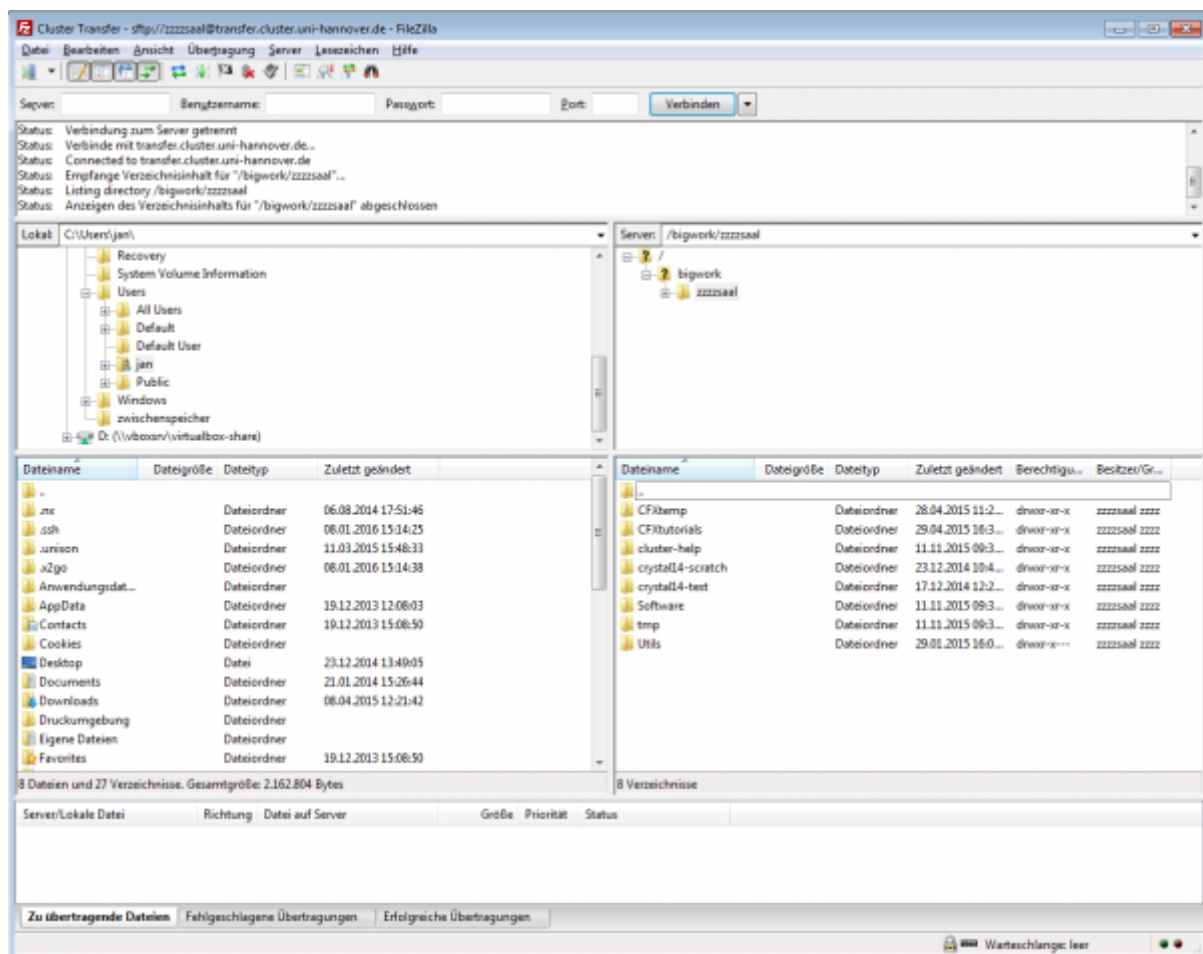 Cluster Transfer - sftp://zzzzsaal@transfer.cluster.uni-hannover.de - FileZilla
Datei Bearbeiten Ansicht Übertragung Server Lesezeichen Hilfe
Server: Benutzername: Passwort: Port: Verbinden
Status: Verbindung zum Server getrennt
Status: Verbinde mit transfer.cluster.uni-hannover.de...
Status: Connected to transfer.cluster.uni-hannover.de
Status: Empfange Verzeichnisinhalt für "/bigwork/zzzzsaal"...
Status: Listing directory /bigwork/zzzzsaal
Status: Anzeigen des Verzeichnisinhalts für "/bigwork/zzzzsaal" abgeschlossen
Lokal: C:\Users\jan\
Recovery
System Volume Information
Users
All Users
Default
Default User
jan
Public
Windows
zwischenspeicher
D: (\\vboxsrv\virtualbox-share)
Server: /bigwork/zzzzsaal
/
bigwork
zzzzsaal
Dateiname Dateigröße Dateityp Zuletzt geändert
..
.nx Dateiordner 06.08.2014 17:51:46
.ssh Dateiordner 08.01.2016 15:14:25
.unison Dateiordner 11.03.2015 15:48:33
.x2go Dateiordner 08.01.2016 15:14:38
Anwendungsdat... Dateiordner
AppData Dateiordner 19.12.2013 12:08:03
Contacts Dateiordner 19.12.2013 15:08:50
Cookies Dateiordner
Desktop Datei 23.12.2014 13:49:05
Documents Dateiordner 21.01.2014 15:26:44
Downloads Dateiordner 08.04.2015 12:21:42
Druckumgebung Dateiordner
Eigene Dateien Dateiordner
Favorites Dateiordner 19.12.2013 15:08:50
8 Dateien und 27 Verzeichnisse. Gesamtgröße: 2.162.804 Bytes
Dateiname Dateigröße Dateityp Zuletzt geändert Berechtigu... Besitzer/Gr...
..
CFXtemp Dateiordner 28.04.2015 11:2... drwxr-xr-x zzzzsaal zzzz
CFXtutorials Dateiordner 29.04.2015 16:3... drwxr-xr-x zzzzsaal zzzz
cluster-help Dateiordner 11.11.2015 09:3... drwxr-xr-x zzzzsaal zzzz
crystal14-scratch Dateiordner 23.12.2014 10:4... drwxr-xr-x zzzzsaal zzzz
crystal14-test Dateiordner 17.12.2014 12:2... drwxr-xr-x zzzzsaal zzzz
Software Dateiordner 11.11.2015 09:3... drwxr-xr-x zzzzsaal zzzz
tmp Dateiordner 11.11.2015 09:3... drwxr-xr-x zzzzsaal zzzz
Utils Dateiordner 29.01.2015 16:0... drwxr-x--- zzzzsaal zzzz
8 Verzeichnisse
Server/Lokale Datei Richtung Datei auf Server Größe Priorität Status
Zu übertragende Dateien Fehlgeschlagene Übertragungen Erfolgreiche Übertragungen
Warteschlange: leer